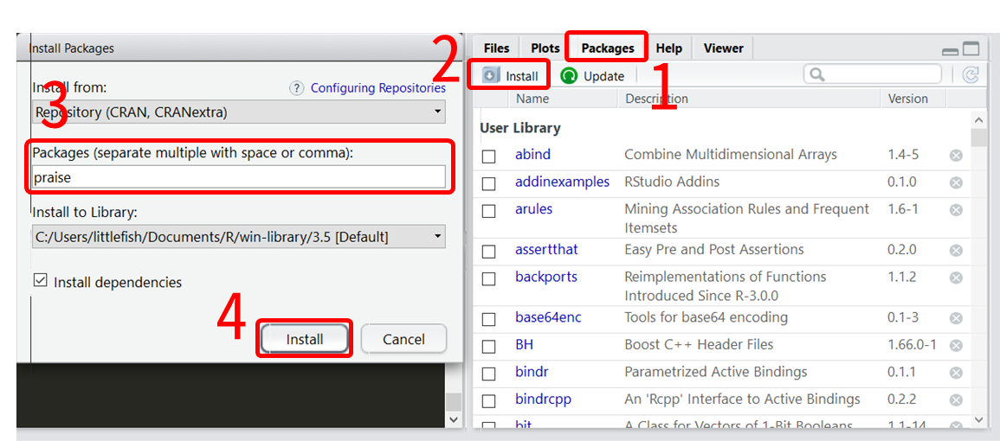 Install Packages
Install from:
? Configuring Repositories
Repository (CRAN, CRANextra)
3
Packages (separate multiple with space or comma):
praise
Install to Library:
C:/Users/littlefish/Documents/R/win-library/3.5 [Default]
Install dependencies
4
Install Cancel
Files Plots Packages Help Viewer
2
Install Update
1
Name Description Version
User Library
abind Combine Multidimensional Arrays 1.4-5
addinexamples RStudio Addins 0.1.0
arules Mining Association Rules and Frequent 1.6-1
Itemsets
assertthat Easy Pre and Post Assertions 0.2.0
backports Reimplementations of Functions 1.1.2
Introduced Since R-3.0.0
base64enc Tools for base64 encoding 0.1-3
BH Boost C++ Header Files 1.66.0-1
bindr Parametrized Active Bindings 0.1.1
bindrcpp An 'Rcpp' Interface to Active Bindings 0.2.2
bit A Class for Vectors of 1-Bit Booleans 1.1-14